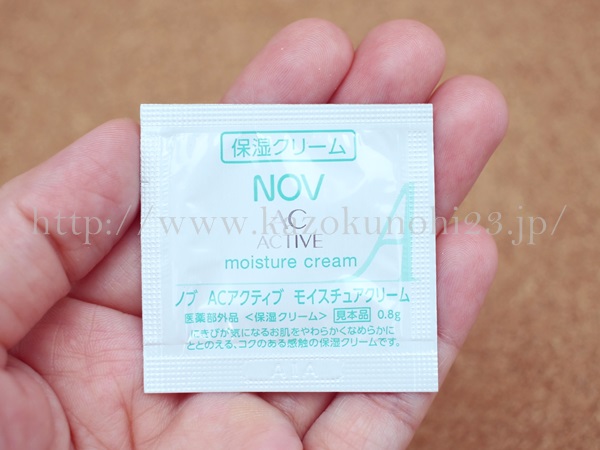 保湿クリーム
NOV
http://www.kazokunohi23.jp/
AC
ACTIVE
A
moisture cream
ノブ ACアクティブ モイスチュアクリーム
医薬部外品 <保湿クリーム> 見本品 0.8g
にきびが気になるお肌をやわらかくなめらかに
ととのえる、コクのある感触の保湿クリームです。